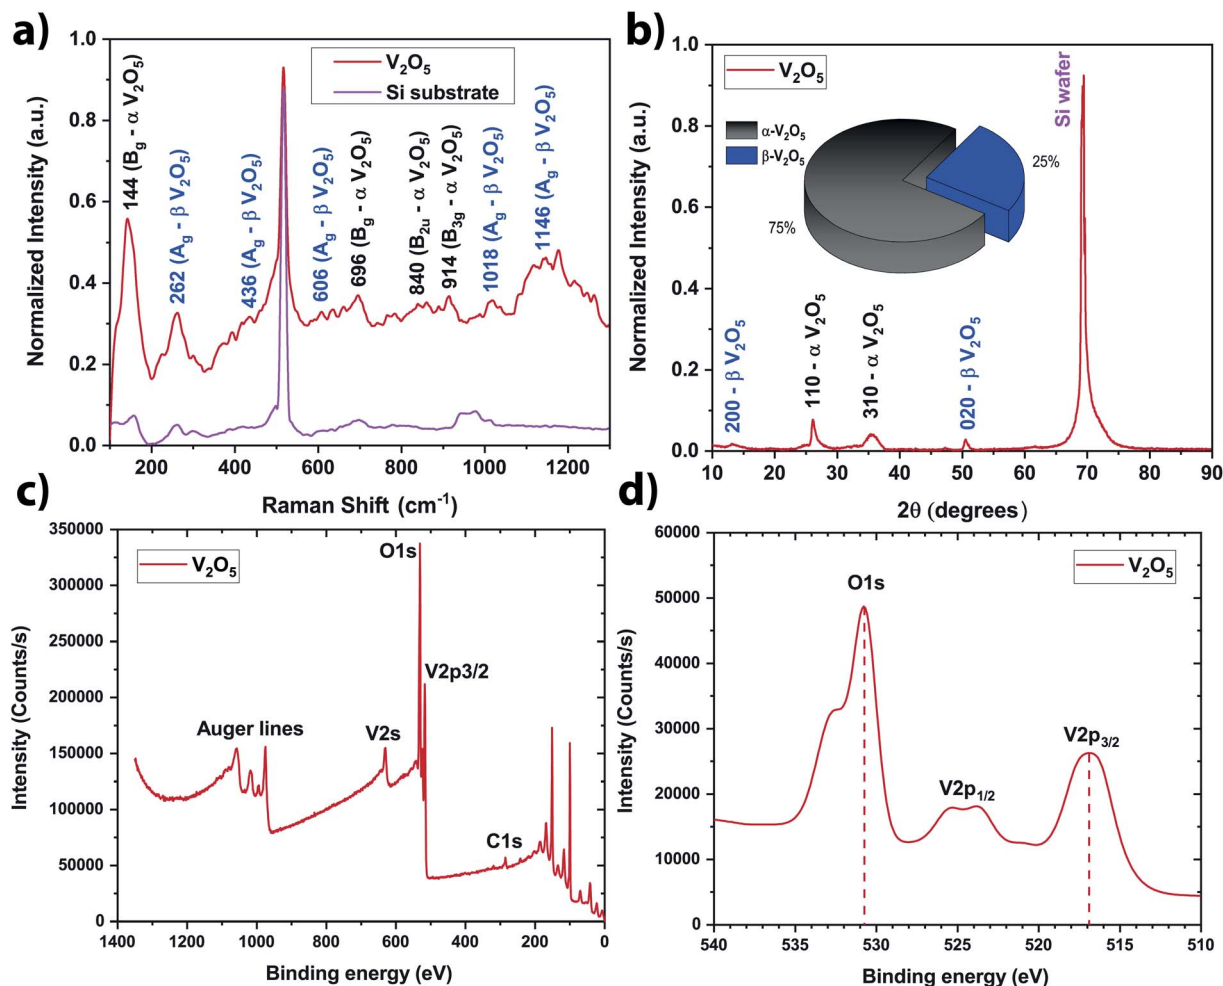 a)
1.0
0.8
0.6
0.4
0.2
0.0
Normalized Intensity (a.u.)
V₂O₅
Si substrate
144 (Bg - α V₂O₅)
262 (Ag - β V₂O₅)
436 (Ag - β V₂O₅)
606 (Ag - β V₂O₅)
696 (Bg - α V₂O₅)
840 (B₂u - α V₂O₅)
914 (B₃g - α V₂O₅)
1018 (Ag - β V₂O₅)
1146 (Ag - β V₂O₅)
200 400 600 800 1000 1200
Raman Shift (cm⁻¹)
b)
1.0
0.8
0.6
0.4
0.2
0.0
Normalized Intensity (a.u.)
V₂O₅
α-V₂O₅
β-V₂O₅
25%
75%
Si wafer
200 - β V₂O₅
110 - α V₂O₅
310 - α V₂O₅
020 - β V₂O₅
10 20 30 40 50 60 70 80 90
2θ (degrees)
c)
350000
300000
250000
200000
150000
100000
50000
0
Intensity (Counts/s)
V₂O₅
O1s
V2p3/2
Auger lines
V2s
C1s
1400 1200 1000 800 600 400 200 0
Binding energy (eV)
d)
60000
50000
40000
30000
20000
10000
0
Intensity (Counts/s)
V₂O₅
O1s
V2p₃/₂
V2p₁/₂
540 535 530 525 520 515 510
Binding energy (eV)